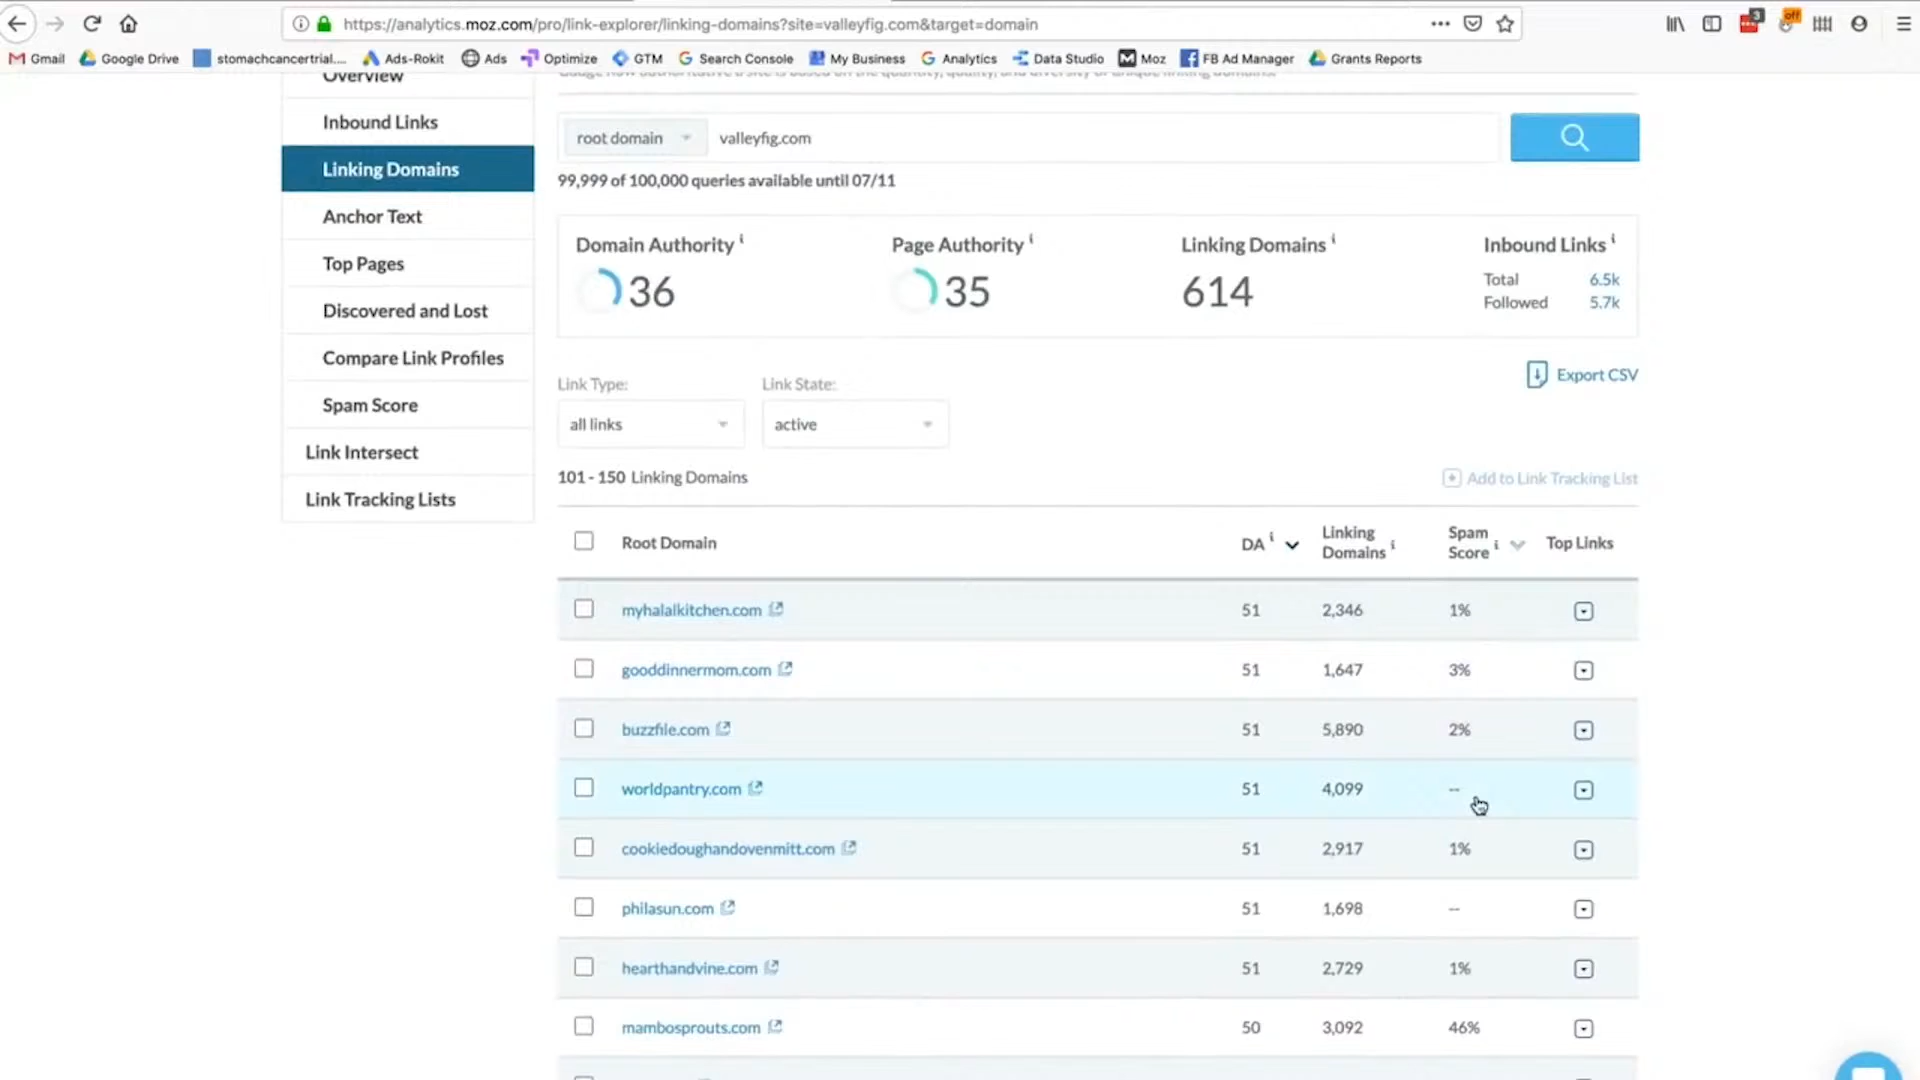 https://analytics.moz.com/pro/link-explorer/linking-domains?site=valleyfig.com&target=domain
3
off
Gmail Google Drive stomachcancertrial.... Ads-Rokit Ads Optimize GTM Search Console My Business Analytics Data Studio Moz FB Ad Manager Grants Reports
Overview
Inbound Links
Linking Domains
Anchor Text
Top Pages
Discovered and Lost
Compare Link Profiles
Spam Score
Link Intersect
Link Tracking Lists
root domain valleyfig.com
99,999 of 100,000 queries available until 07/11
Domain Authority i Page Authority i Linking Domains i Inbound Links i
36 35 614
Total 6.5k
Followed 5.7k
Export CSV
Link Type: Link State:
all links active
101 - 150 Linking Domains
Add to Link Tracking List
Root Domain DA i Linking Domains i Spam Score i Top Links
myhalalkitchen.com 51 2,346 1%
gooddinnermom.com 51 1,647 3%
buzzfile.com 51 5,890 2%
worldpantry.com 51 4,099 --
cookiedoughandovenmitt.com 51 2,917 1%
philasun.com 51 1,698 --
hearthandvine.com 51 2,729 1%
mambosprouts.com 50 3,092 46%